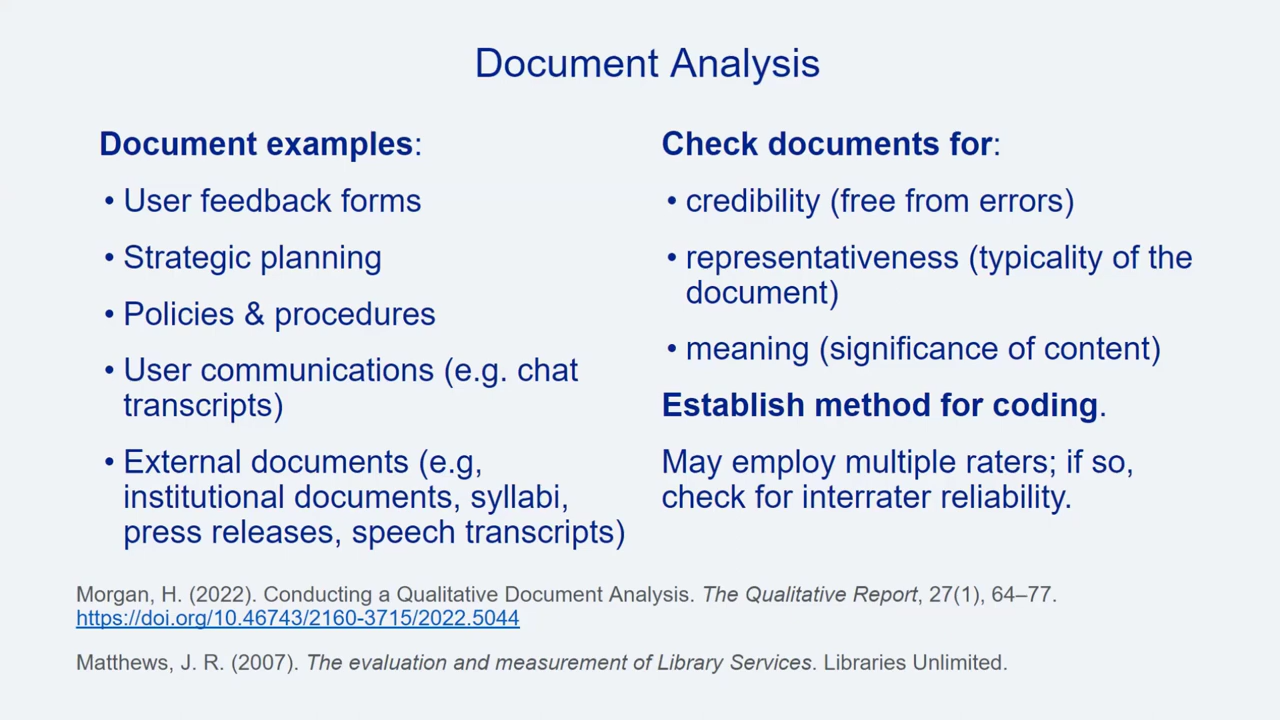 Document Analysis
Document examples:
• User feedback forms
• Strategic planning
• Policies & procedures
• User communications (e.g. chat
transcripts)
• External documents (e.g,
institutional documents, syllabi,
press releases, speech transcripts)
Check documents for:
• credibility (free from errors)
• representativeness (typicality of the
document)
• meaning (significance of content)
Establish method for coding.
May employ multiple raters; if so,
check for interrater reliability.
Morgan, H. (2022). Conducting a Qualitative Document Analysis. The Qualitative Report, 27(1), 64–77.
https://doi.org/10.46743/2160-3715/2022.5044
Matthews, J. R. (2007). The evaluation and measurement of Library Services. Libraries Unlimited.